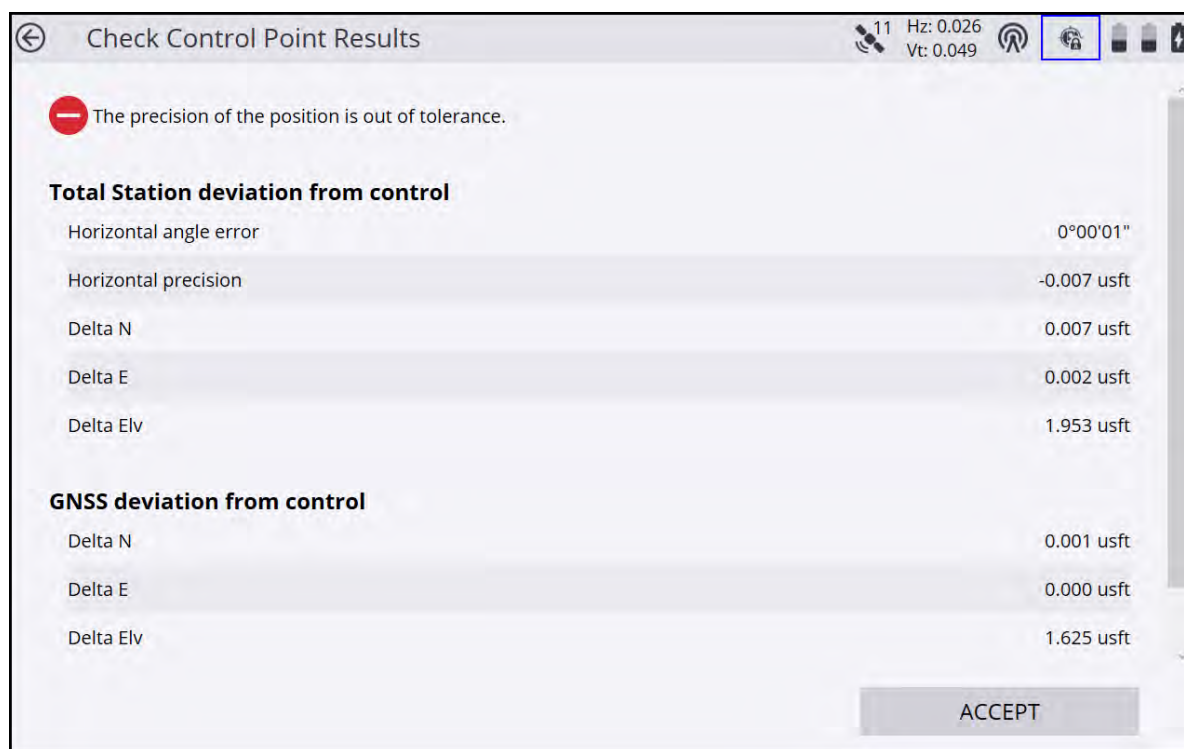 Check Control Point Results
11
Hz: 0.026
Vt: 0.049
The precision of the position is out of tolerance.
Total Station deviation from control
Horizontal angle error 0°00'01"
Horizontal precision -0.007 usft
Delta N 0.007 usft
Delta E 0.002 usft
Delta Elv 1.953 usft
GNSS deviation from control
Delta N 0.001 usft
Delta E 0.000 usft
Delta Elv 1.625 usft
ACCEPT